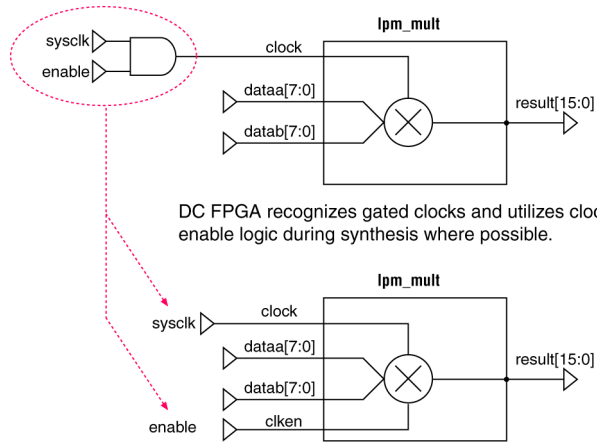 lpm_mult
sysclk
enable
clock
dataa[7:0]
datab[7:0]
result[15:0]
DC FPGA recognizes gated clocks and utilizes
enable logic during synthesis where possible.
lpm_mult
sysclk
clock
dataa[7:0]
datab[7:0]
result[15:0]
enable
clken